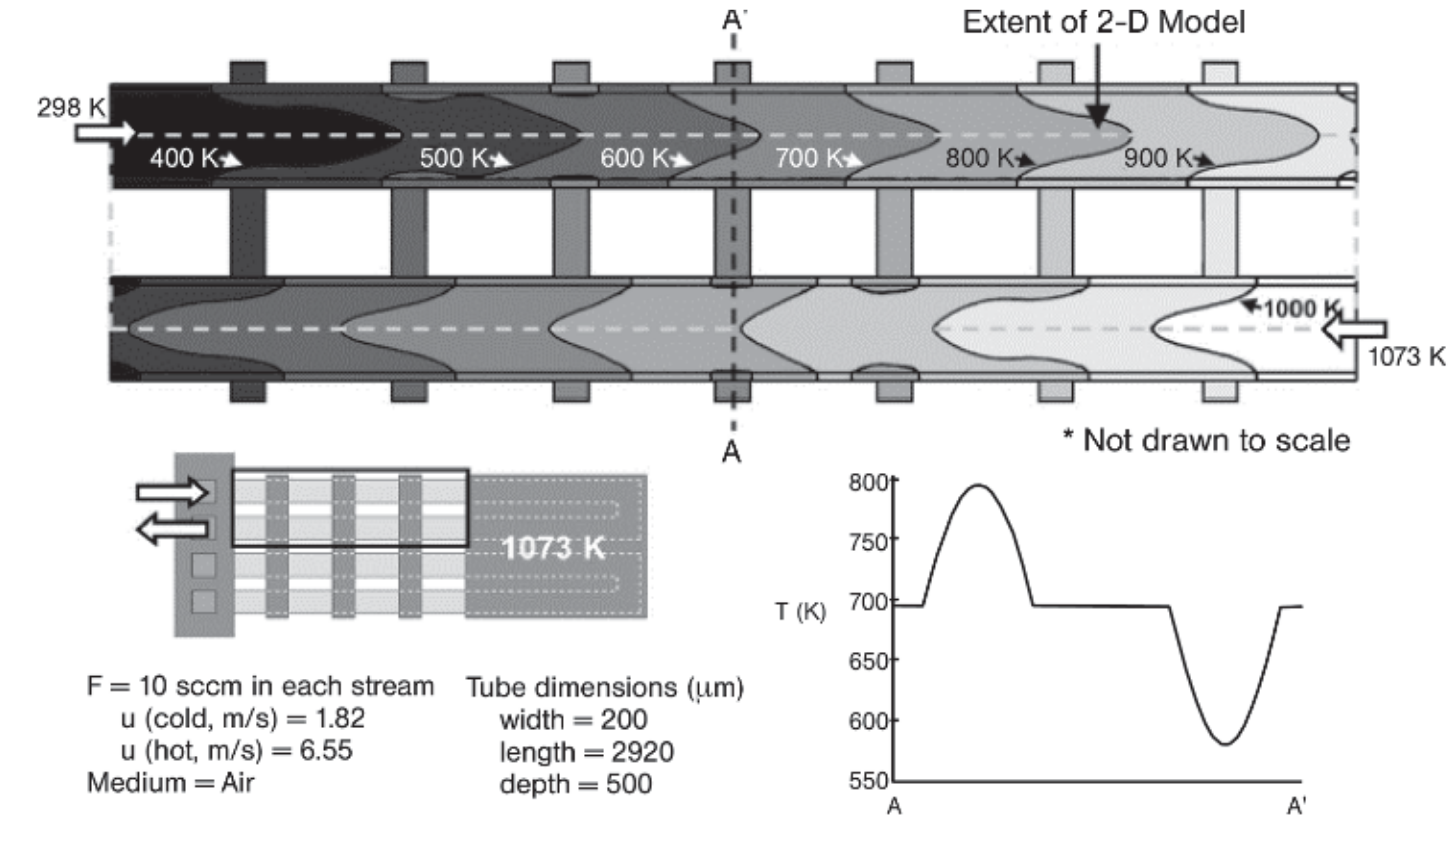 A'
Extent of 2-D Model
298 K
400 K
500 K
600 K
700 K
800 K
900 K
1000 K
1073 K
A
* Not drawn to scale
1073 K
F = 10 sccm in each stream
u (cold, m/s) = 1.82
u (hot, m/s) = 6.55
Medium = Air
Tube dimensions (μm)
width = 200
length = 2920
depth = 500
T (K)
800
750
700
650
600
550
A
A'